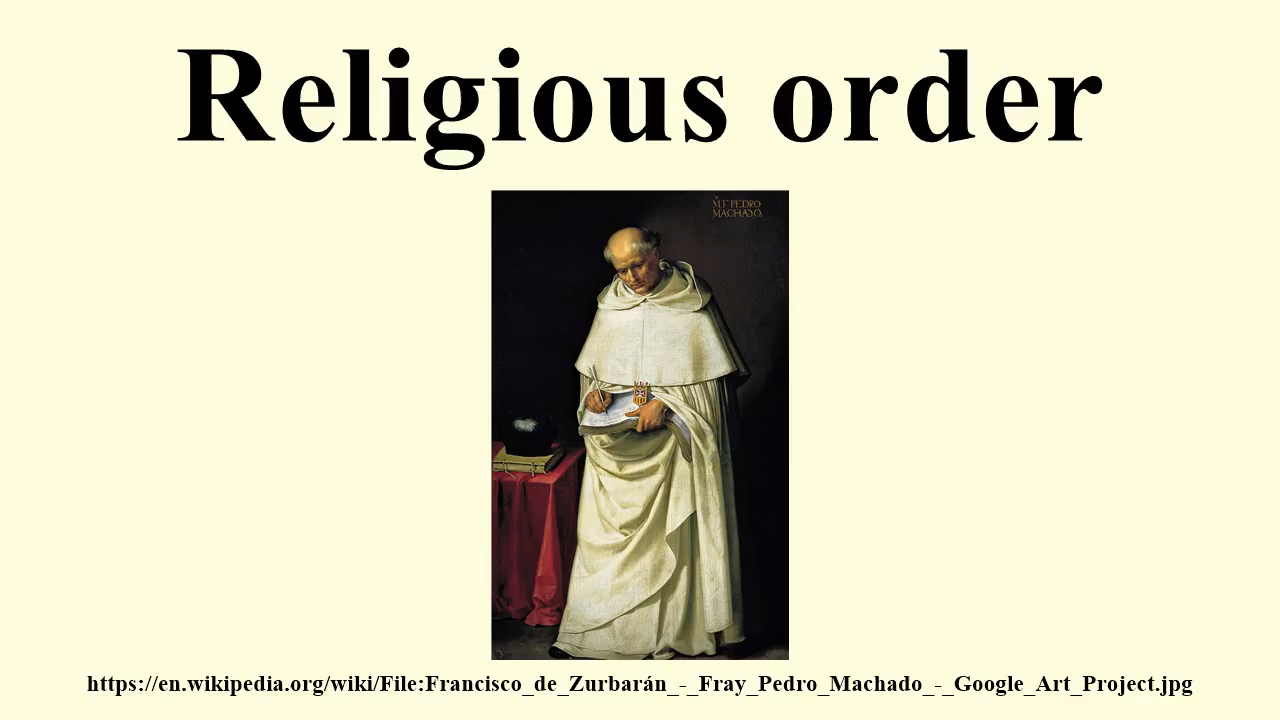 Religious order
PEDRO
MACHADO.
https://en.wikipedia.org/wiki/File:Francisco_de_Zurbarán_-_Fray_Pedro_Machado_-_Google_Art_Project.jpg